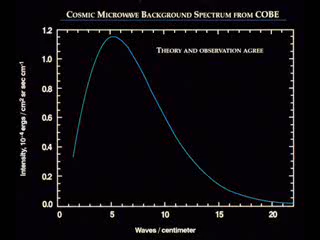 COSMIC MICROWAVE BACKGROUND SPECTRUM FROM COBE
THEORY AND OBSERVATION AGREE
Intensity, 10⁻⁴ ergs / cm² sr sec cm⁻¹
1.2
1.0
0.8
0.6
0.4
0.2
0.0
0 5 10 15 20
Waves / centimeter